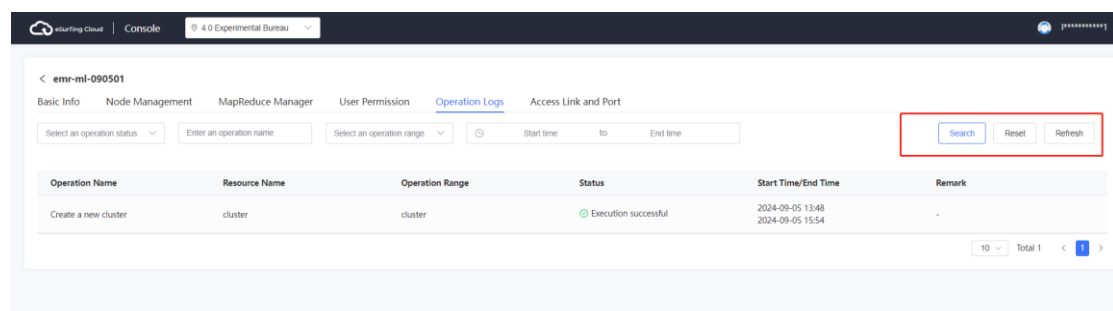 eSurfing Cloud Console 4.0 Experimental Bureau
emr-ml-090501
Basic Info Node Management MapReduce Manager User Permission Operation Logs Access Link and Port
Select an operation status Enter an operation name Select an operation range Start time to End time Search Reset Refresh
Operation Name Resource Name Operation Range Status Start Time/End Time Remark
Create a new cluster cluster cluster Execution successful 2024-09-05 13:48 -
2024-09-05 15:54
10 Total 1 < 1 >